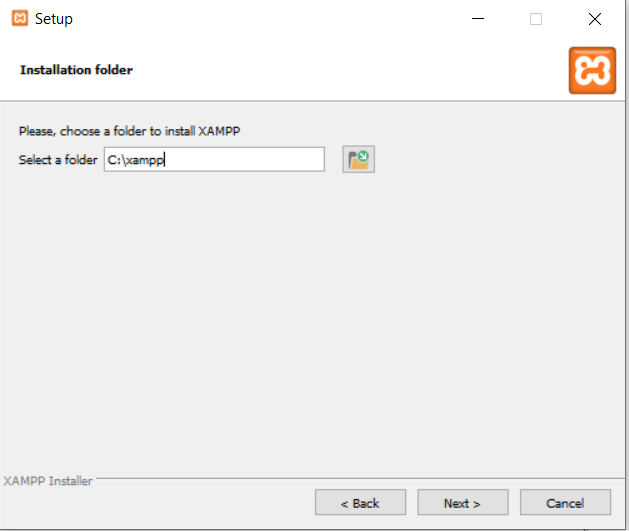 Setup
Installation folder
Please, choose a folder to install XAMPP
Select a folder C:\xampp
XAMPP Installer
< Back Next > Cancel